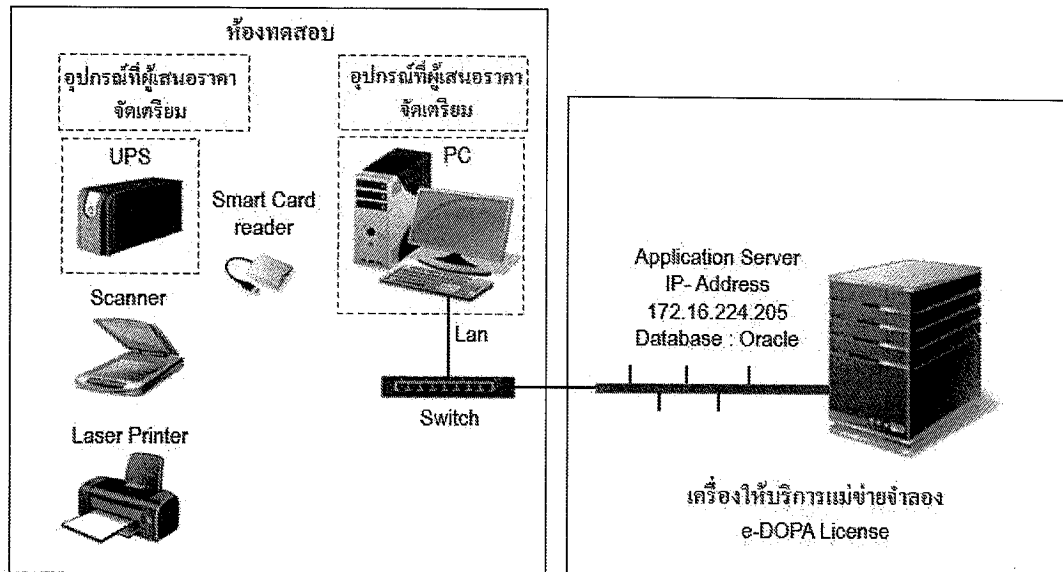 ห้องทดสอบ
อุปกรณ์ที่ผู้เสนอราคา
จัดเตรียม
อุปกรณ์ที่ผู้เสนอราคา
จัดเตรียม
UPS
PC
Smart Card
reader
Scanner
Lan
Switch
Laser Printer
Application Server
IP- Address
172.16.224.205
Database : Oracle
เครื่องให้บริการแม่ข่ายจำลอง
e-DOPA License